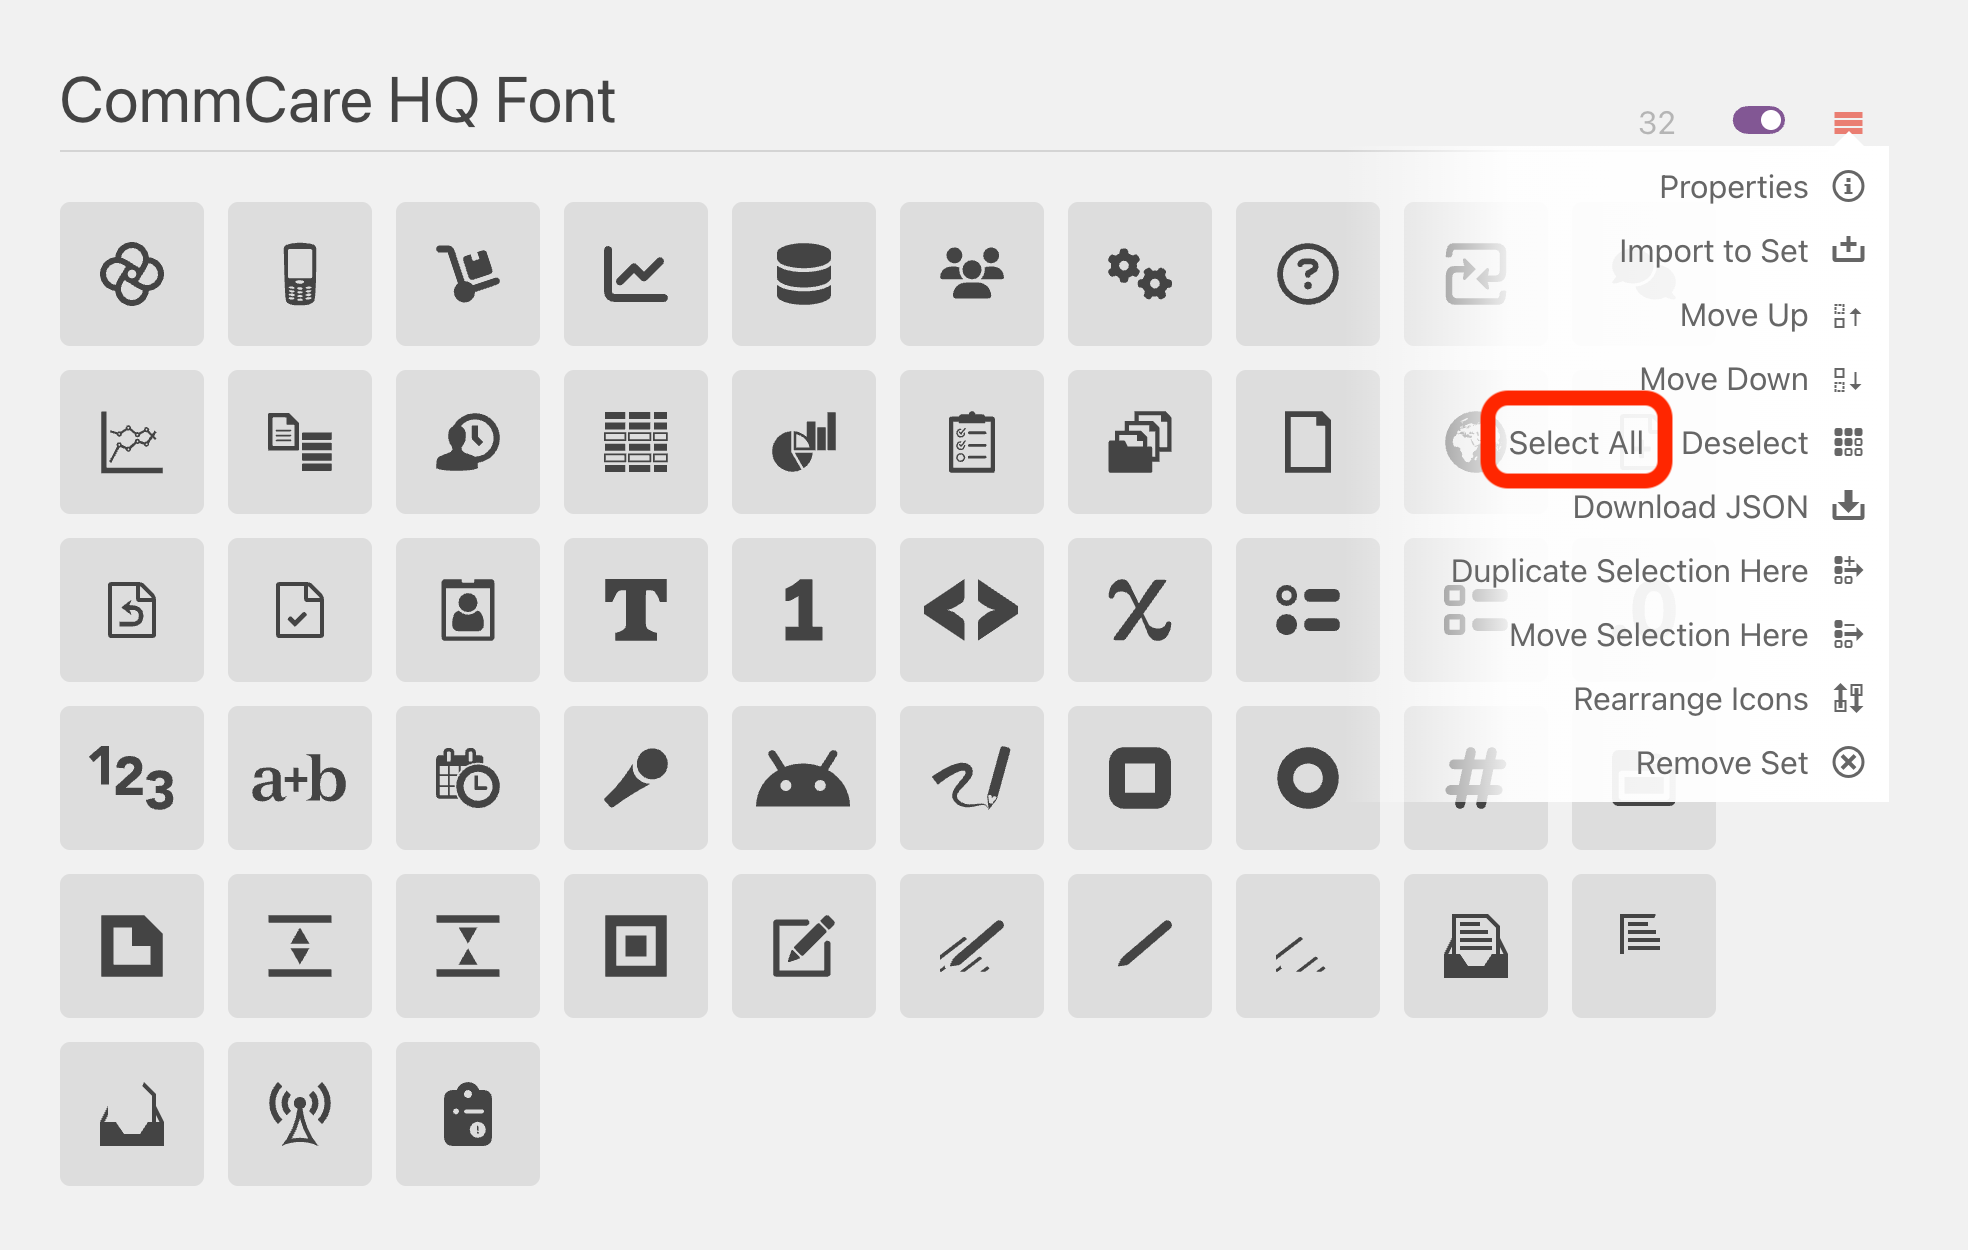 CommCare HQ Font
32
Properties
Import to Set
Move Up
Move Down
Select All Deselect
Download JSON
Duplicate Selection Here
Move Selection Here
Rearrange Icons
Remove Set
?
T
1
<>
χ
.0
123
a+b
#